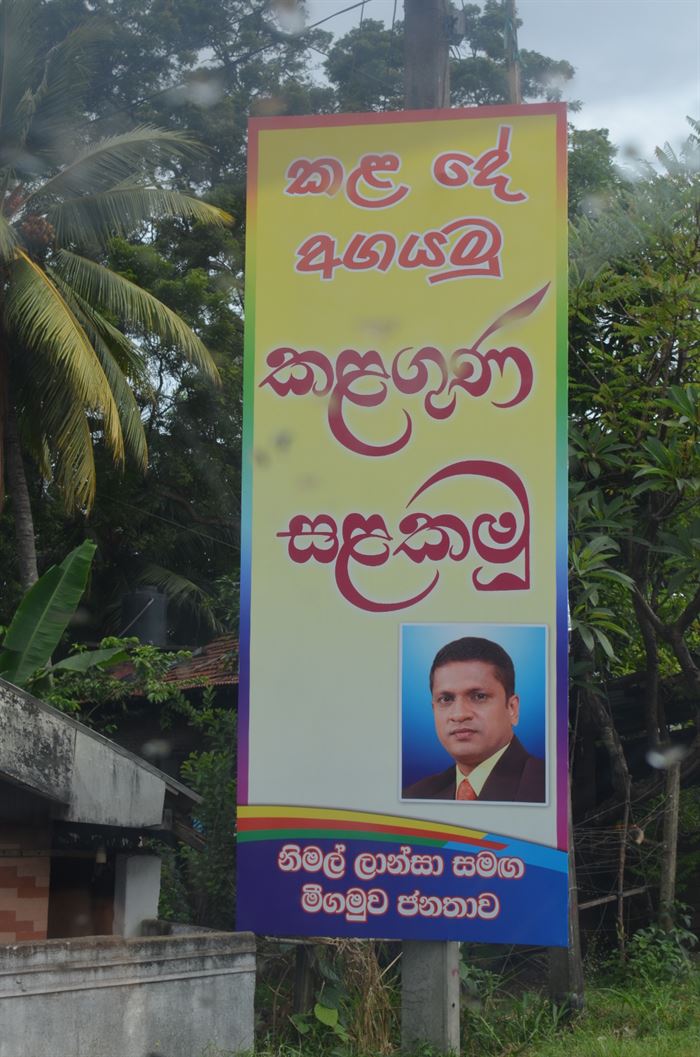 කළ දේ
අගයමු
කළගුණ
සළකමු
නිමල් ලාන්සා සමඟ
මීගමුව ජනතාව